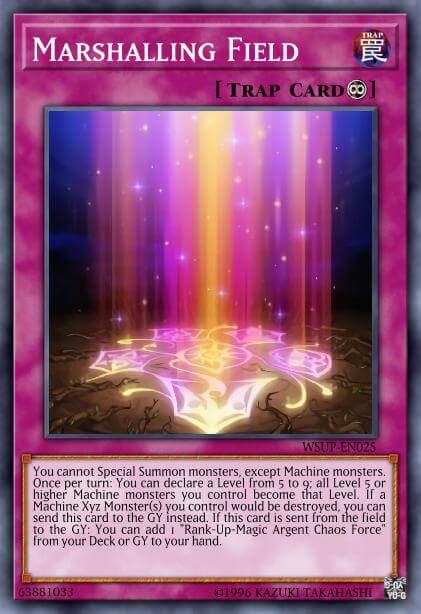 Marshalling Field
TRAP
罠
[Trap Card]
WSUP-EN025
You cannot Special Summon monsters, except Machine monsters.
Once per turn: You can declare a Level from 5 to 9; all Level 5 or
higher Machine monsters you control become that Level. If a
Machine Xyz Monster(s) you control would be destroyed, you can
send this card to the GY instead. If this card is sent from the field
to the GY: You can add 1 "Rank-Up-Magic Argent Chaos Force"
from your Deck or GY to your hand.
63881033 ©1996 KAZUKI TAKAHASHI